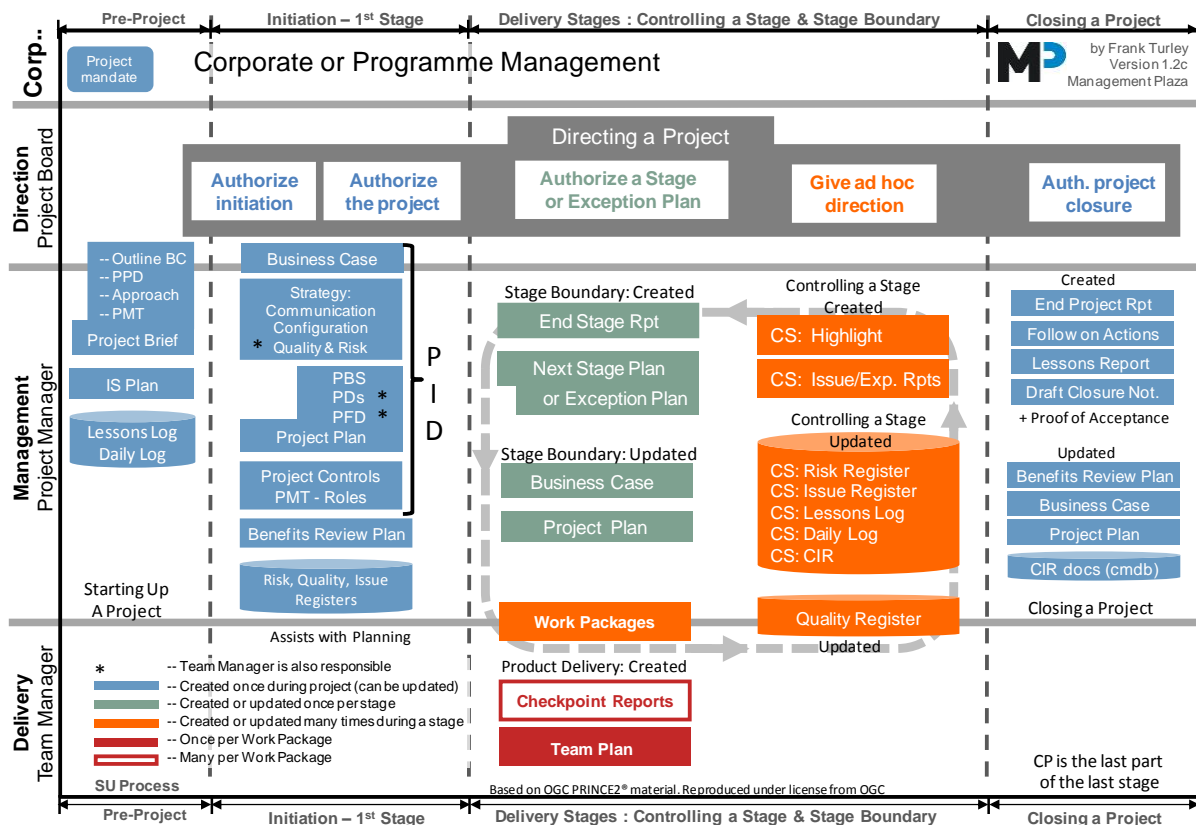 Pre-Project
Initiation – 1st Stage
Delivery Stages : Controlling a Stage & Stage Boundary
Closing a Project
Corp..
Project
mandate
Corporate or Programme Management
MP
by Frank Turley
Version 1.2c
Management Plaza
Direction
Project Board
Directing a Project
Authorize
initiation
Authorize
the project
Authorize a Stage
or Exception Plan
Give ad hoc
direction
Auth. project
closure
Management
Project Manager
-- Outline BC
-- PPD
-- Approach
-- PMT
Project Brief
IS Plan
Lessons Log
Daily Log
Starting Up
A Project
Business Case
Strategy:
Communication
Configuration
* Quality & Risk
PBS
PDs *
PFD *
Project Plan
Project Controls
PMT - Roles
P
I
D
Benefits Review Plan
Risk, Quality, Issue
Registers
Assists with Planning
Stage Boundary: Created
End Stage Rpt
Next Stage Plan
or Exception Plan
Stage Boundary: Updated
Business Case
Project Plan
Work Packages
Controlling a Stage
Created
CS: Highlight
CS: Issue/Exp. Rpts
Controlling a Stage
Updated
CS: Risk Register
CS: Issue Register
CS: Lessons Log
CS: Daily Log
CS: CIR
Quality Register
Updated
Created
End Project Rpt
Follow on Actions
Lessons Report
Draft Closure Not.
+ Proof of Acceptance
Updated
Benefits Review Plan
Business Case
Project Plan
CIR docs (cmdb)
Closing a Project
Delivery
Team Manager
* -- Team Manager is also responsible
-- Created once during project (can be updated)
-- Created or updated once per
stage
-- Created or updated many times during a stage
-- Once per Work Package
-- Many per Work Package
Product Delivery: Created
Checkpoint Reports
Team Plan
CP is the last part
of the last stage
SU Process
Based on OGC PRINCE2® material. Reproduced under license from OGC
Pre-Project
Initiation – 1st Stage
Delivery Stages : Controlling a Stage & Stage Boundary
Closing a Project